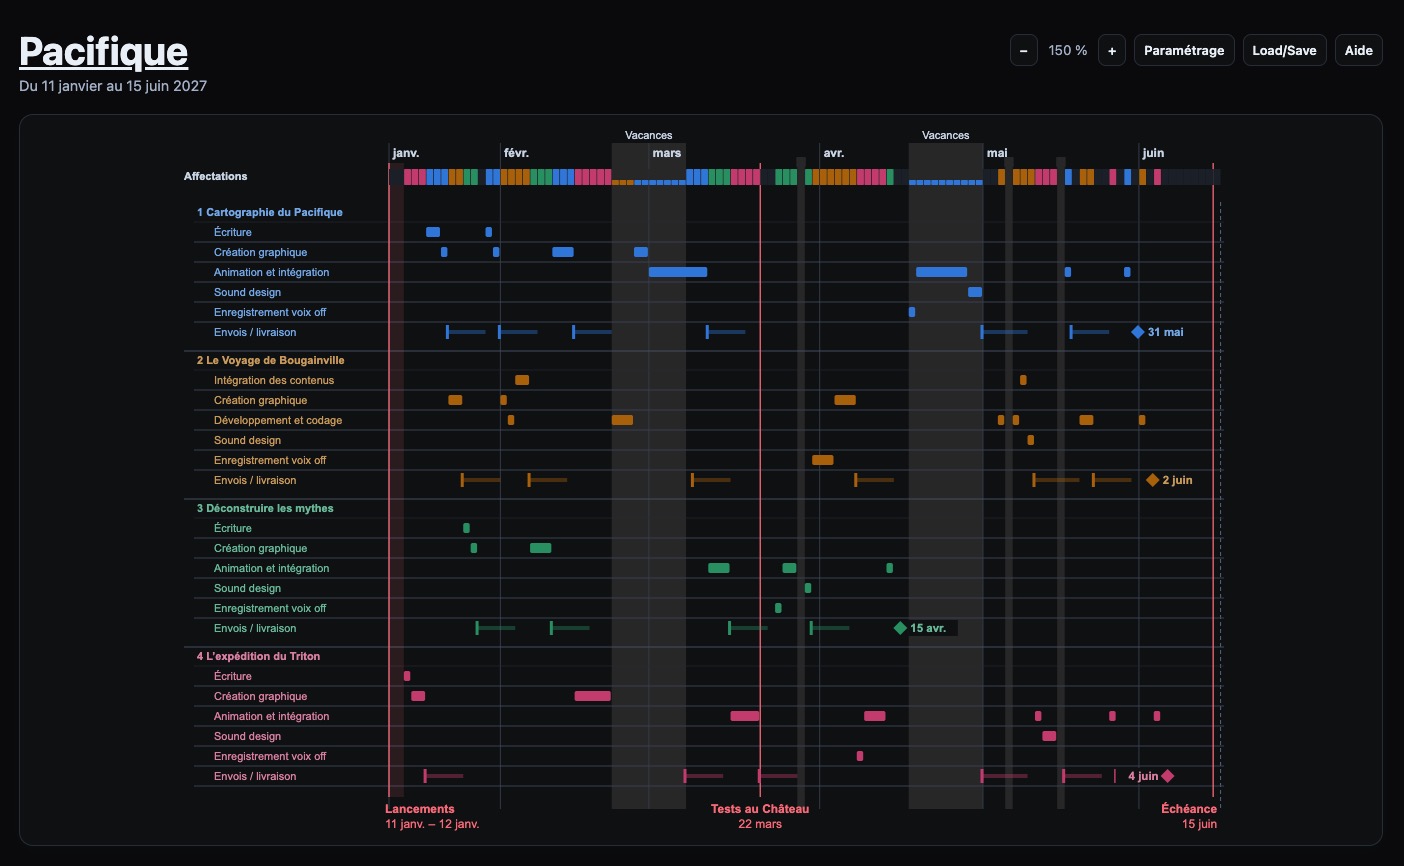 Pacifique
Du 11 janvier au 15 juin 2027
− 150 % + Paramétrage Load/Save Aide
Vacances Vacances
janv. févr. mars avr. mai juin
Affectations
1 Cartographie du Pacifique
Écriture
Création graphique
Animation et intégration
Sound design
Enregistrement voix off
Envois / livraison 31 mai
2 Le Voyage de Bougainville
Intégration des contenus
Création graphique
Développement et codage
Sound design
Enregistrement voix off
Envois / livraison 2 juin
3 Déconstruire les mythes
Écriture
Création graphique
Animation et intégration
Sound design
Enregistrement voix off
Envois / livraison 15 avr.
4 L'expédition du Triton
Écriture
Création graphique
Animation et intégration
Sound design
Enregistrement voix off
Envois / livraison 4 juin
Lancements Tests au Château Échéance
11 janv. – 12 janv. 22 mars 15 juin